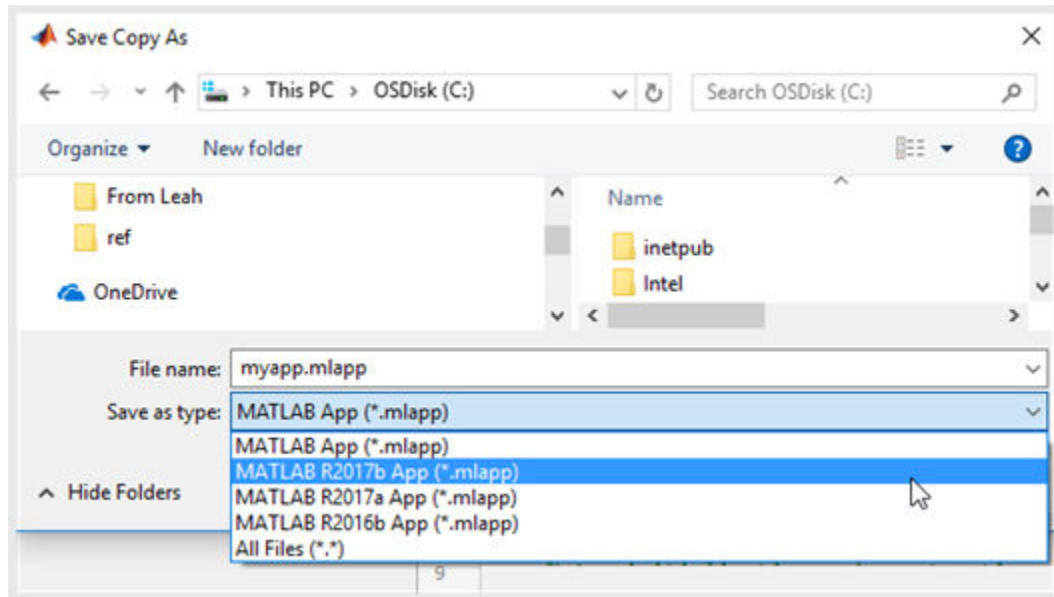 Save Copy As
This PC > OSDisk (C:)
Search OSDisk (C:)
Organize
New folder
From Leah
ref
OneDrive
Name
inetpub
Intel
File name: myapp.mlapp
Save as type: MATLAB App (*.mlapp)
MATLAB App (*.mlapp)
MATLAB R2017b App (*.mlapp)
MATLAB R2017a App (*.mlapp)
MATLAB R2016b App (*.mlapp)
All Files (*.*)
Hide Folders
9